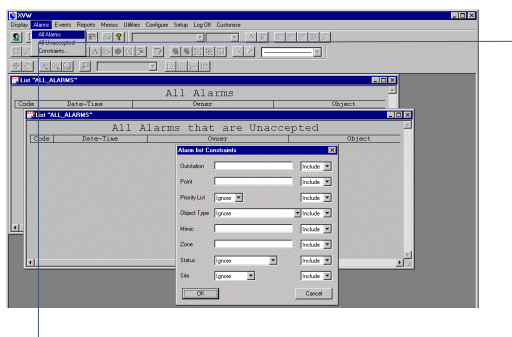 XVW
Display Alarms Events Reports Memos Utilities Configure Setup Log Off Customise
All Alarms
All Unaccepted
Constraints...
List "ALL_ALARMS"
All Alarms
Code Date-Time Owner Object
List "ALL_ALARMS"
All Alarms that are Unaccepted
Code Date-Time Owner Object
Alarm list Constraints
Outstation Include
Point Include
Priority List Ignore Include
Object Type Ignore Include
Mimic Include
Zone Include
Status Ignore Include
Site Ignore Include
OK Cancel